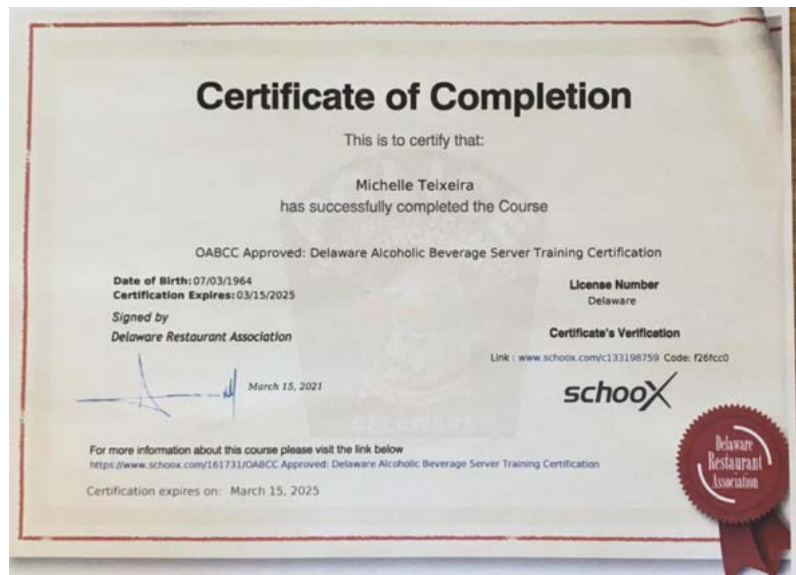 Certificate of Completion
This is to certify that:
Michelle Teixeira
has successfully completed the Course
OABCC Approved: Delaware Alcoholic Beverage Server Training Certification
Date of Birth: 07/03/1964
Certification Expires: 03/15/2025
Signed by
Delaware Restaurant Association
March 15, 2021
License Number
Delaware
Certificate's Verification
Link : www.schoox.com/c133198759 Code: f26fcc0
schoox
For more information about this course please visit the link below
https://www.schoox.com/161731/OABCC Approved: Delaware Alcoholic Beverage Server Training Certification
Certification expires on: March 15, 2025
Delaware
Restaurant
Association
DELAWARE